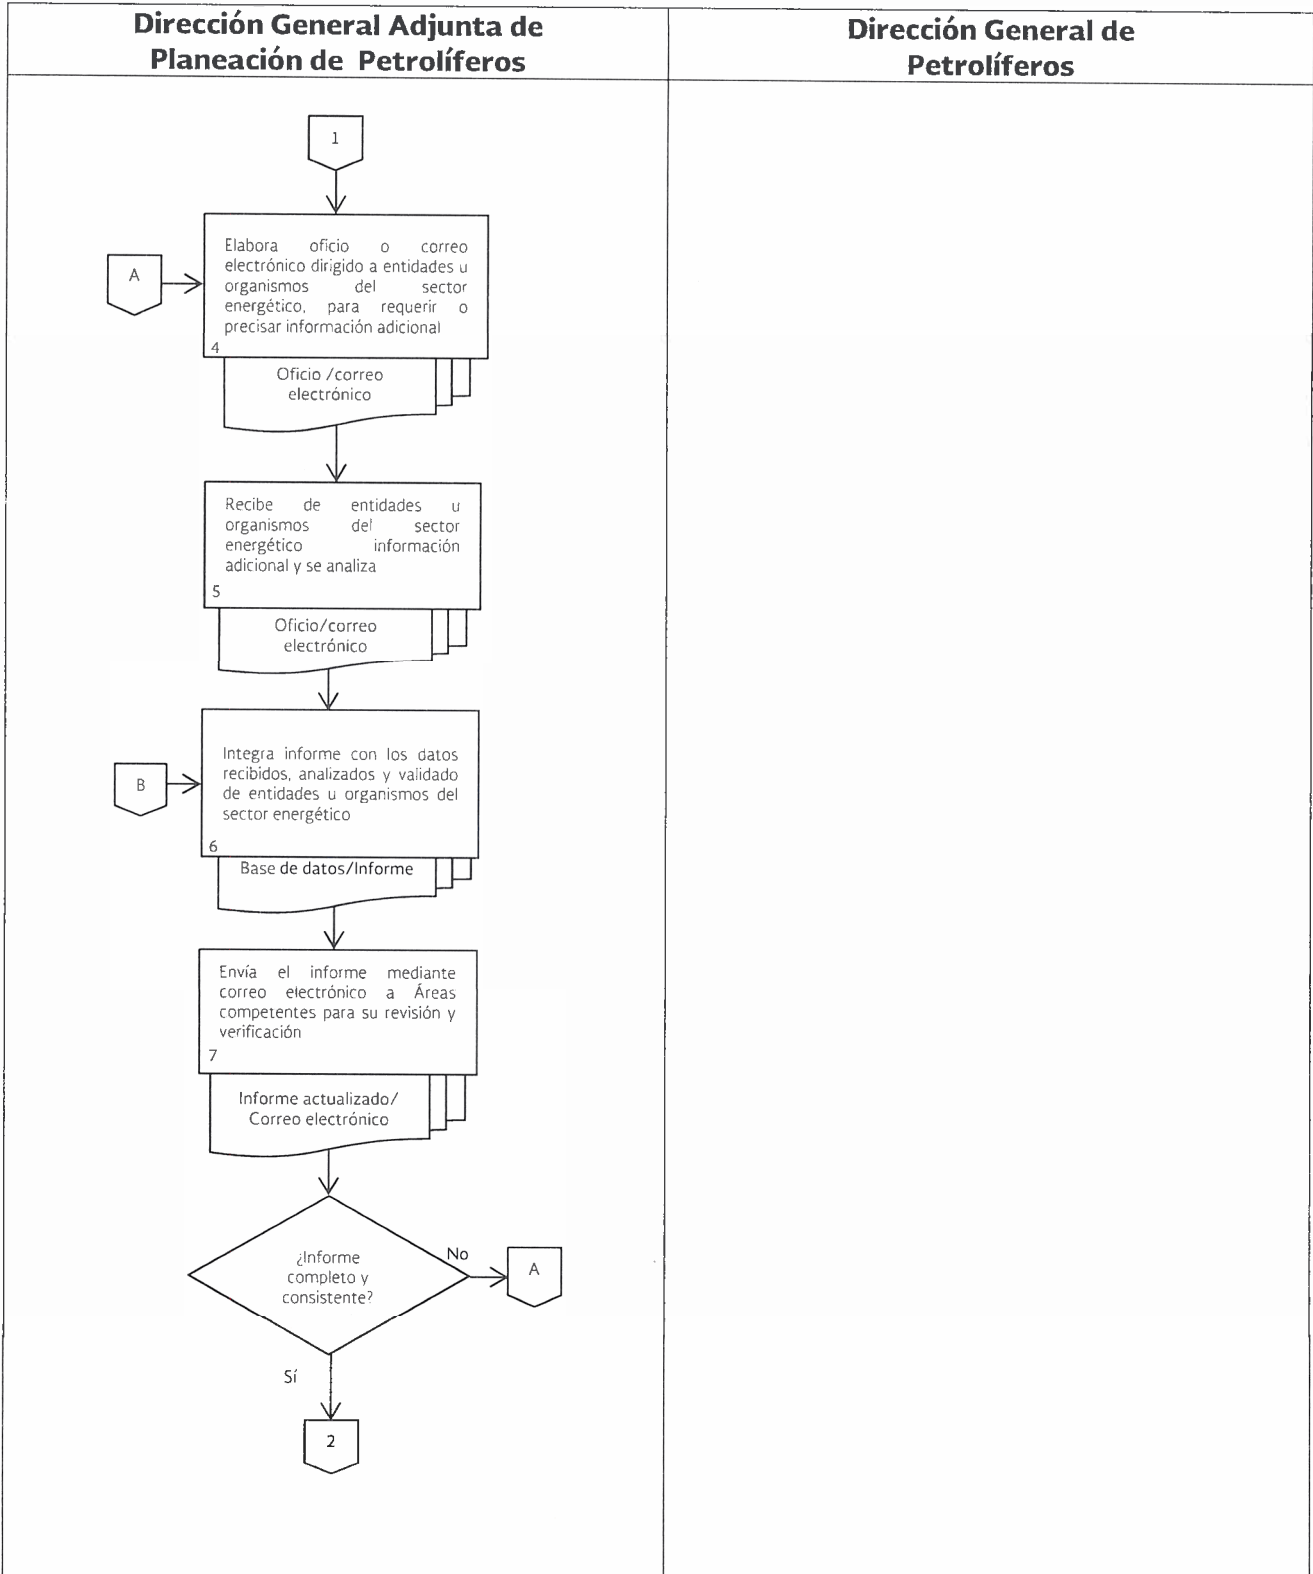 Dirección General Adjunta de
Planeación de Petrolíferos
Dirección General de
Petrolíferos
1
A
Elabora oficio o correo
electrónico dirigido a entidades u
organismos del sector
energético, para requerir o
precisar información adicional
4
Oficio /correo
electrónico
Recibe de entidades u
organismos del sector
energético información
adicional y se analiza
5
Oficio/correo
electrónico
B
Integra informe con los datos
recibidos, analizados y validado
de entidades u organismos del
sector energético
6
Base de datos/Informe
Envía el informe mediante
correo electrónico a Áreas
competentes para su revisión y
verificación
7
Informe actualizado/
Correo electrónico
¿Informe
completo y
consistente?
No
A
Sí
2